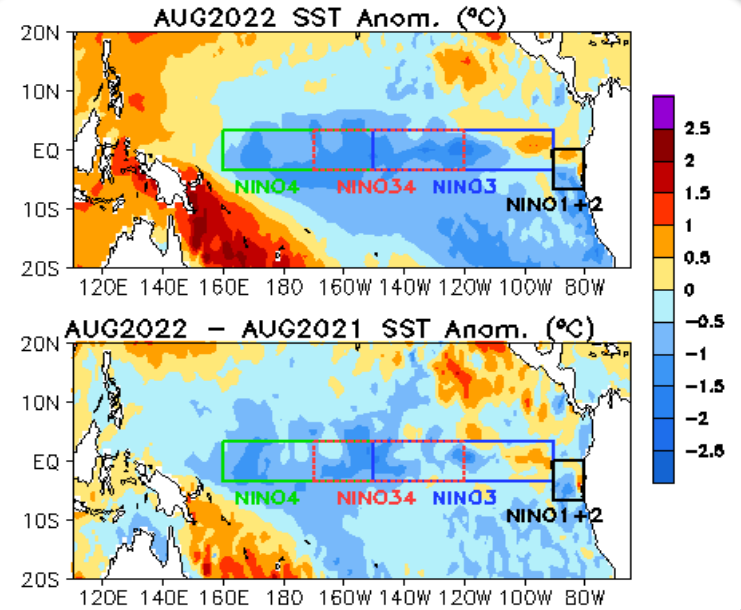 AUG2022 SST Anom. (ºC)
20N
10N
EQ
10S
20S
NINO4
NINO34
NINO3
NINO1+2
120E 140E 160E 180 160W 140W 120W 100W 80W
2.5
2
1.5
1
0.5
0
-0.5
-1
-1.5
-2
-2.5
AUG2022 - AUG2021 SST Anom. (ºC)
20N
10N
EQ
10S
20S
NINO4
NINO34
NINO3
NINO1+2
120E 140E 160E 180 160W 140W 120W 100W 80W